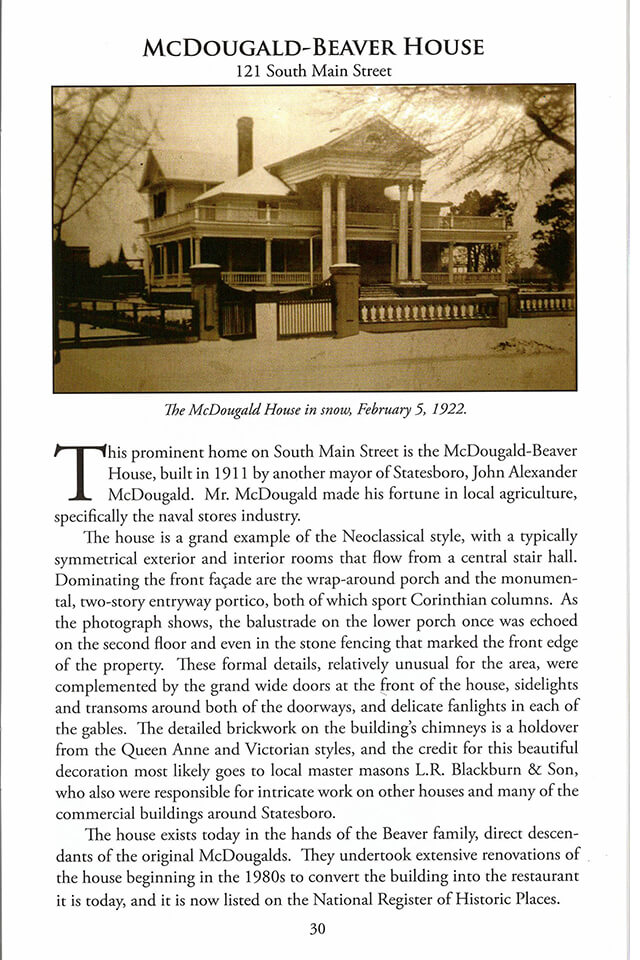 McDougald-Beaver House
121 South Main Street
The McDougald House in snow, February 5, 1922.
This prominent home on South Main Street is the McDougald-Beaver
House, built in 1911 by another mayor of Statesboro, John Alexander
McDougald.  Mr. McDougald made his fortune in local agriculture,
specifically the naval stores industry.
The house is a grand example of the Neoclassical style, with a typically
symmetrical exterior and interior rooms that flow from a central stair hall.
Dominating the front façade are the wrap-around porch and the monumen-
tal, two-story entryway portico, both of which sport Corinthian columns.  As
the photograph shows, the balustrade on the lower porch once was echoed
on the second floor and even in the stone fencing that marked the front edge
of the property.  These formal details, relatively unusual for the area, were
complemented by the grand wide doors at the front of the house, sidelights
and transoms around both of the doorways, and delicate fanlights in each of
the gables.  The detailed brickwork on the building's chimneys is a holdover
from the Queen Anne and Victorian styles, and the credit for this beautiful
decoration most likely goes to local master masons L.R. Blackburn & Son,
who also were responsible for intricate work on other houses and many of the
commercial buildings around Statesboro.
The house exists today in the hands of the Beaver family, direct descen-
dants of the original McDougalds.  They undertook extensive renovations of
the house beginning in the 1980s to convert the building into the restaurant
it is today, and it is now listed on the National Register of Historic Places.
30